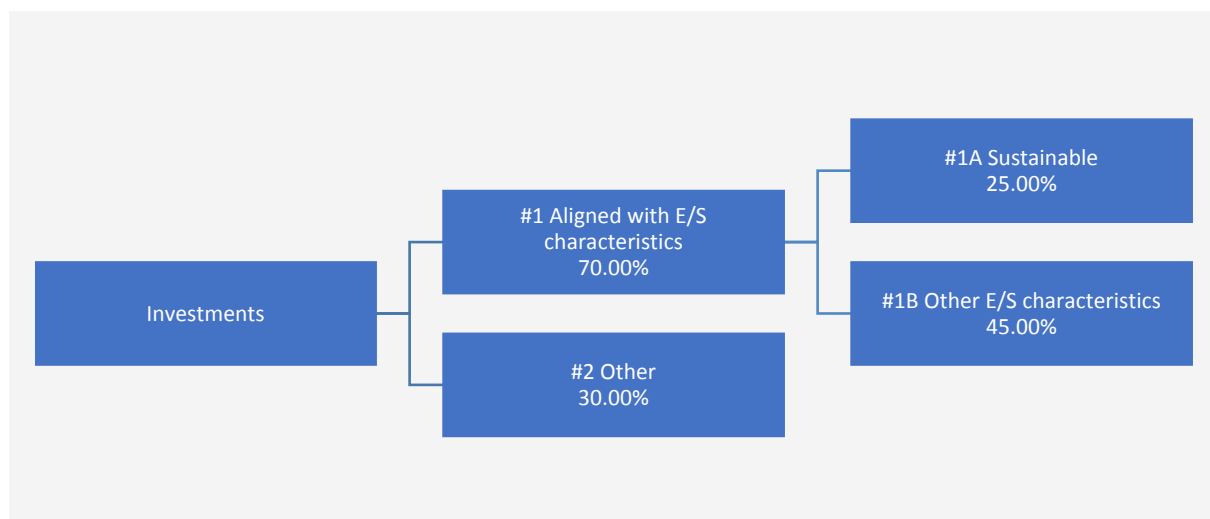 Investments
#1 Aligned with E/S
characteristics
70.00%
#2 Other
30.00%
#1A Sustainable
25.00%
#1B Other E/S characteristics
45.00%